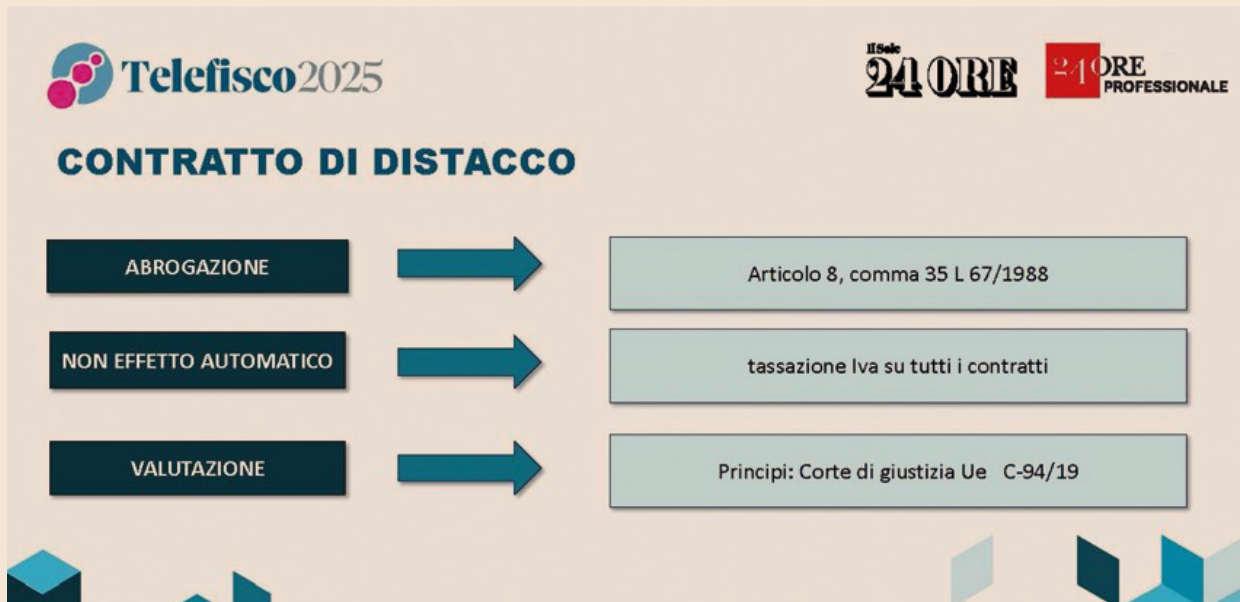 Telefisco2025
Il Sole
24 ORE
24 ORE
PROFESSIONALE
CONTRATTO DI DISTACCO
ABROGAZIONE
Articolo 8, comma 35 L 67/1988
NON EFFETTO AUTOMATICO
tassazione Iva su tutti i contratti
VALUTAZIONE
Principi: Corte di giustizia Ue C-94/19